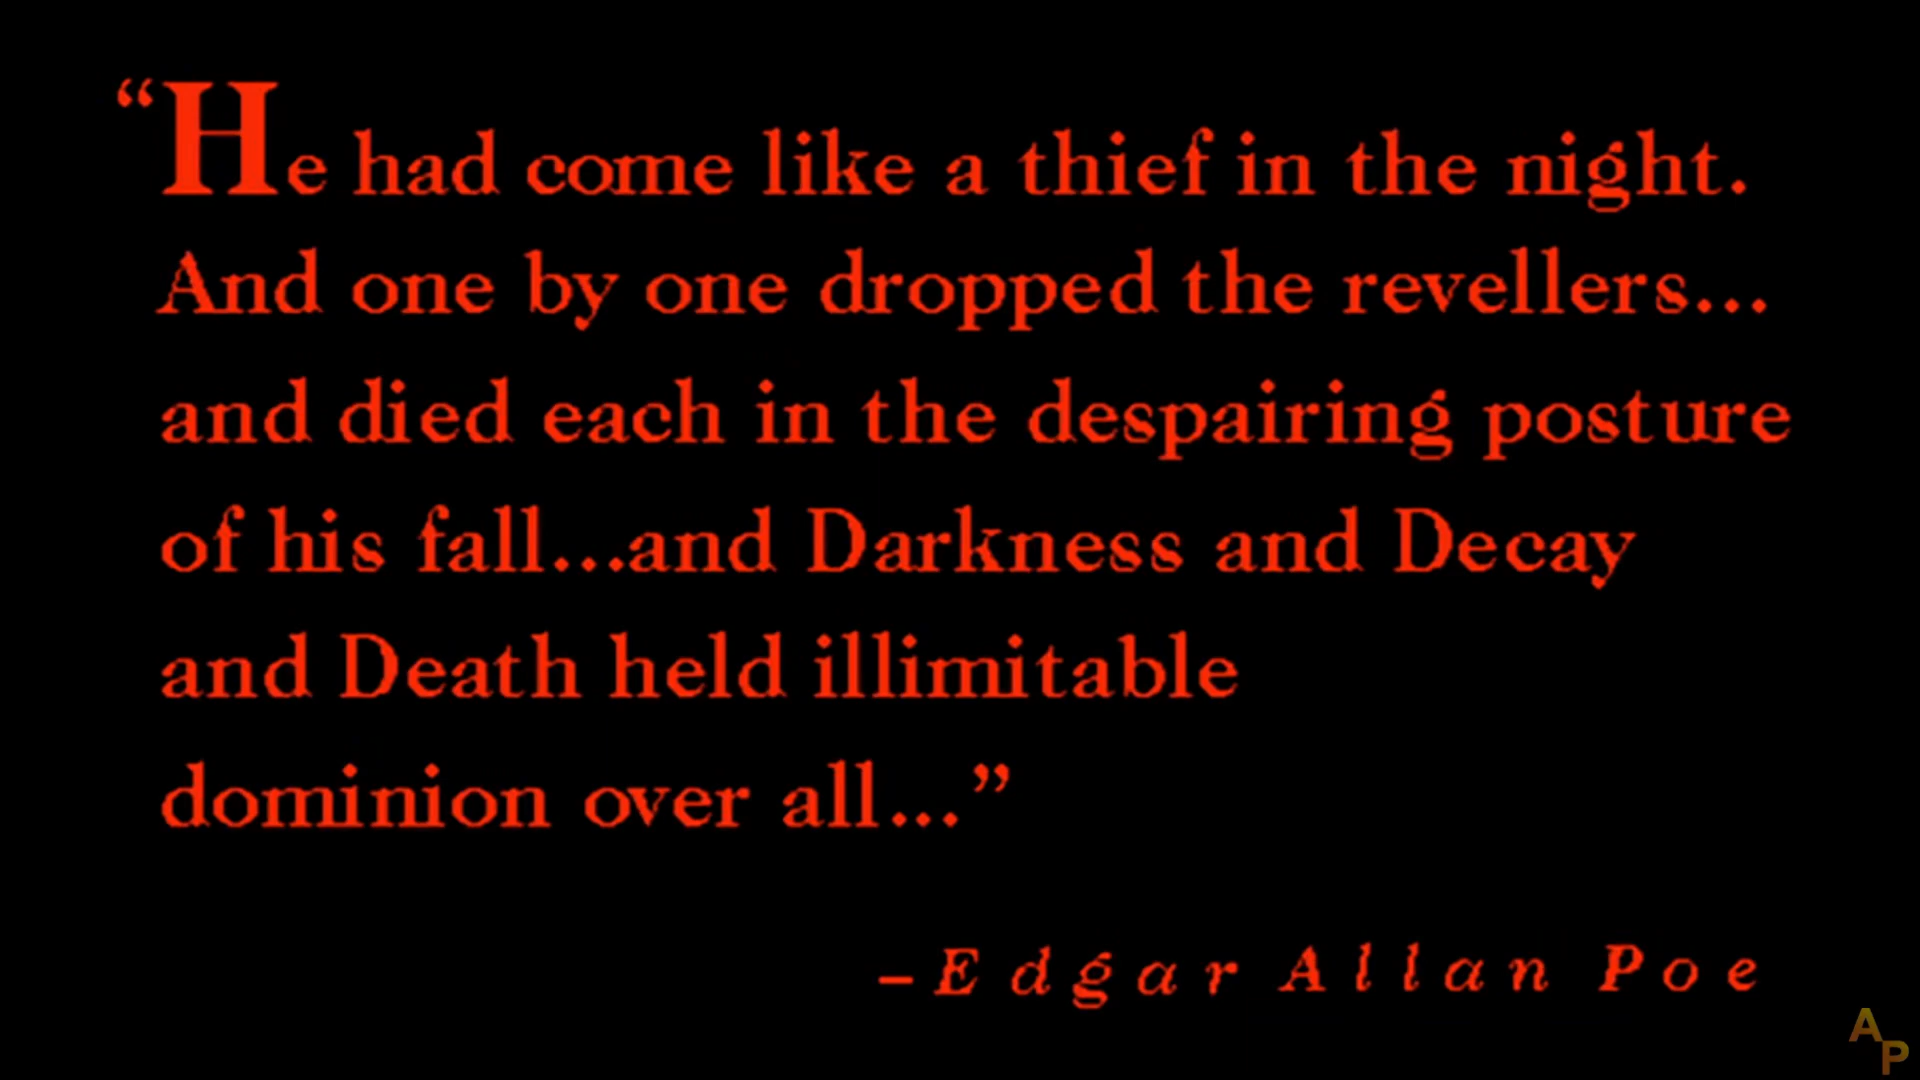 “He had come like a thief in the night.
And one by one dropped the revellers...
and died each in the despairing posture
of his fall...and Darkness and Decay
and Death held illimitable
dominion over all...”
– Edgar Allan Poe
AP